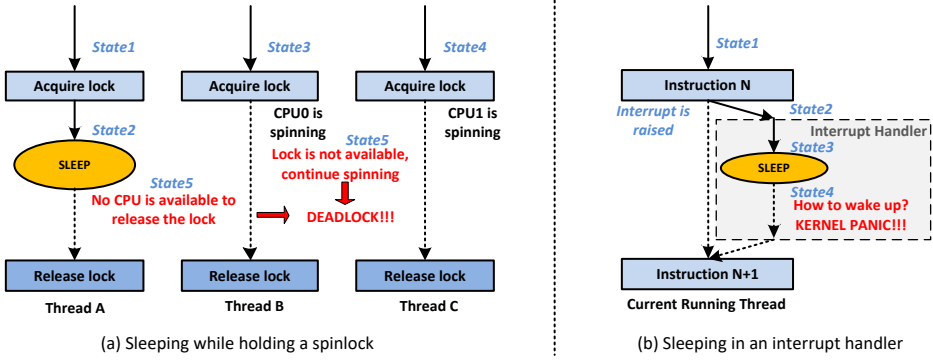 State1
Acquire lock
State2
SLEEP
State5
No CPU is available to
release the lock
Release lock
Thread A
State3
Acquire lock
CPU0 is
spinning
State5
Lock is not available,
continue spinning
DEADLOCK!!!
Release lock
Thread B
State4
Acquire lock
CPU1 is
spinning
Release lock
Thread C
(a) Sleeping while holding a spinlock
State1
Instruction N
Interrupt is
raised
State2
Interrupt Handler
State3
SLEEP
State4
How to wake up?
KERNEL PANIC!!!
Instruction N+1
Current Running Thread
(b) Sleeping in an interrupt handler